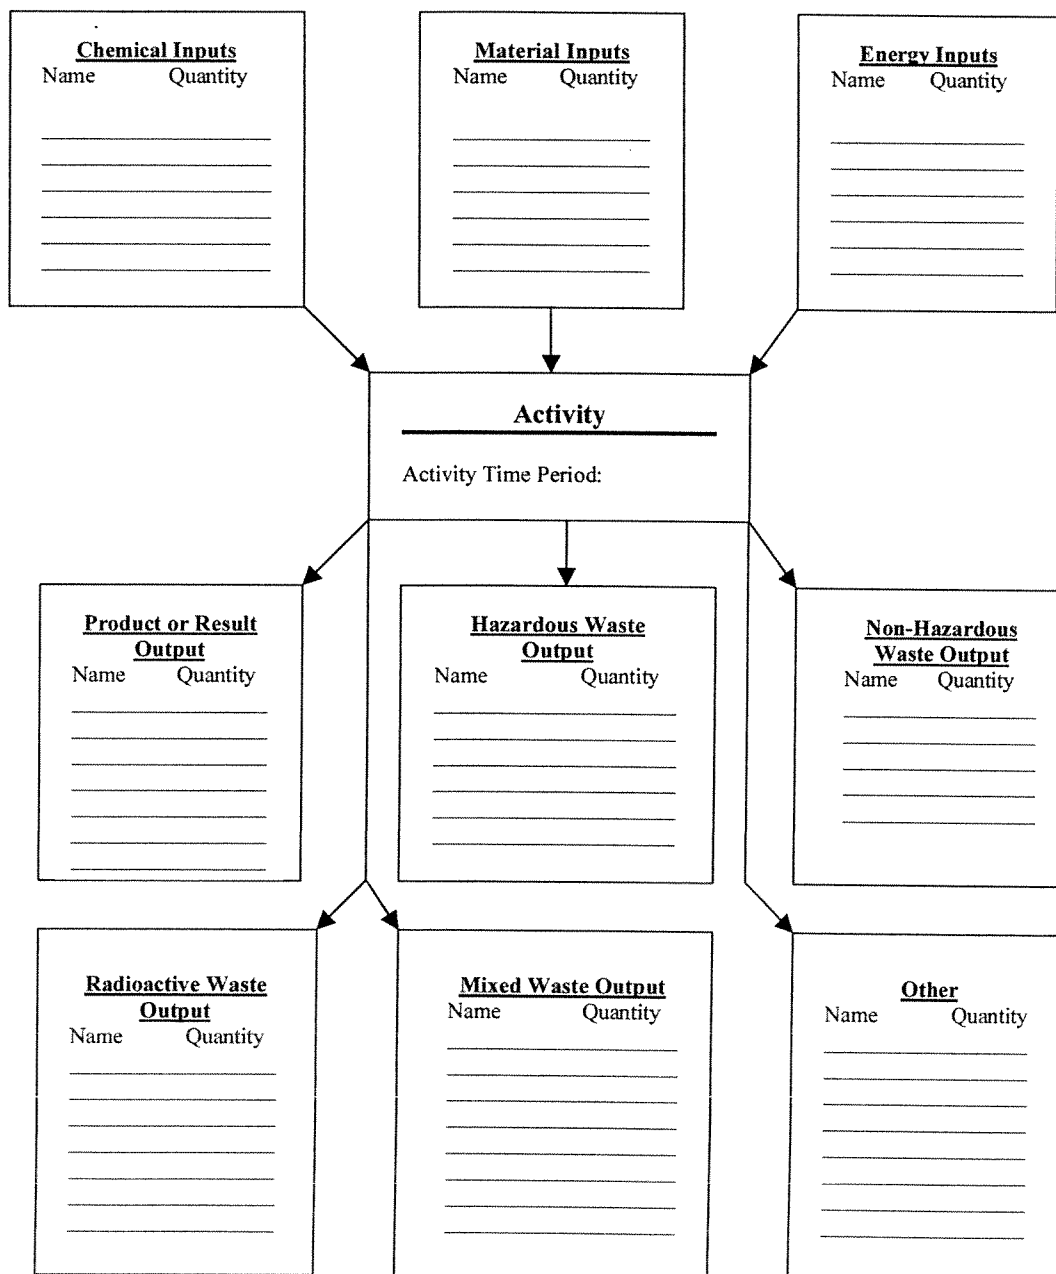 Chemical Inputs
Name Quantity
Material Inputs
Name Quantity
Energy Inputs
Name Quantity
Activity
Activity Time Period:
Product or Result
Output
Name Quantity
Hazardous Waste
Output
Name Quantity
Non-Hazardous
Waste Output
Name Quantity
Radioactive Waste
Output
Name Quantity
Mixed Waste Output
Name Quantity
Other
Name Quantity